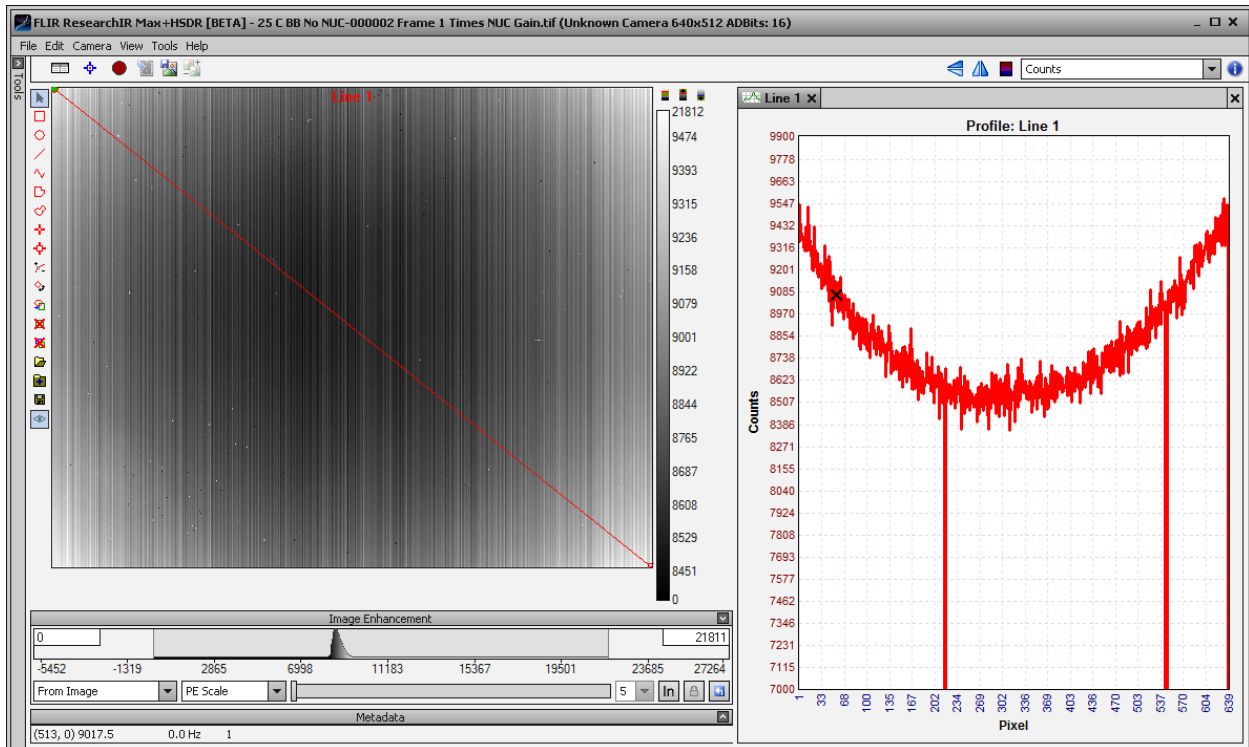 FLIR ResearchIR Max+HSDR [BETA] - 25 C BB No NUC-000002 Frame 1 Times NUC Gain.tif (Unknown Camera 640x512 ADBits: 16)
File Edit Camera View Tools Help
Tools
Counts
Line 1
21812
9474
9393
9315
9236
9158
9079
9001
8922
8844
8765
8687
8608
8529
8451
0
Line 1
Profile: Line 1
Counts
9900
9778
9663
9547
9432
9316
9201
9085
8970
8854
8738
8623
8507
8386
8271
8155
8040
7924
7808
7693
7577
7462
7346
7231
7115
7000
1 33 68 100 135 167 202 234 269 302 336 369 403 436 470 503 537 570 604 639
Pixel
Image Enhancement
0 21811
-5452 -1319 2865 6998 11183 15367 19501 23685 27264
From Image PE Scale 5 ln
Metadata
(513, 0) 9017.5 0.0 Hz 1